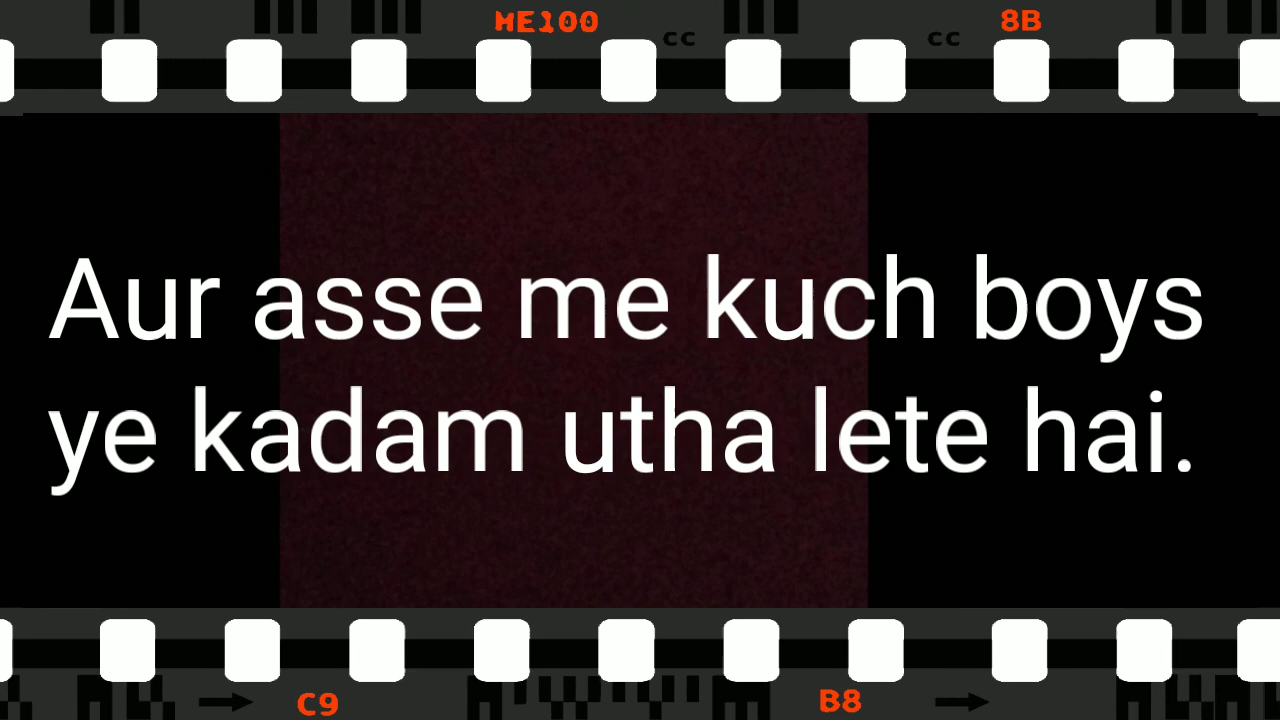 ME100
cc
cc
8B
Aur asse me kuch boys
ye kadam utha lete hai.
C9
B8